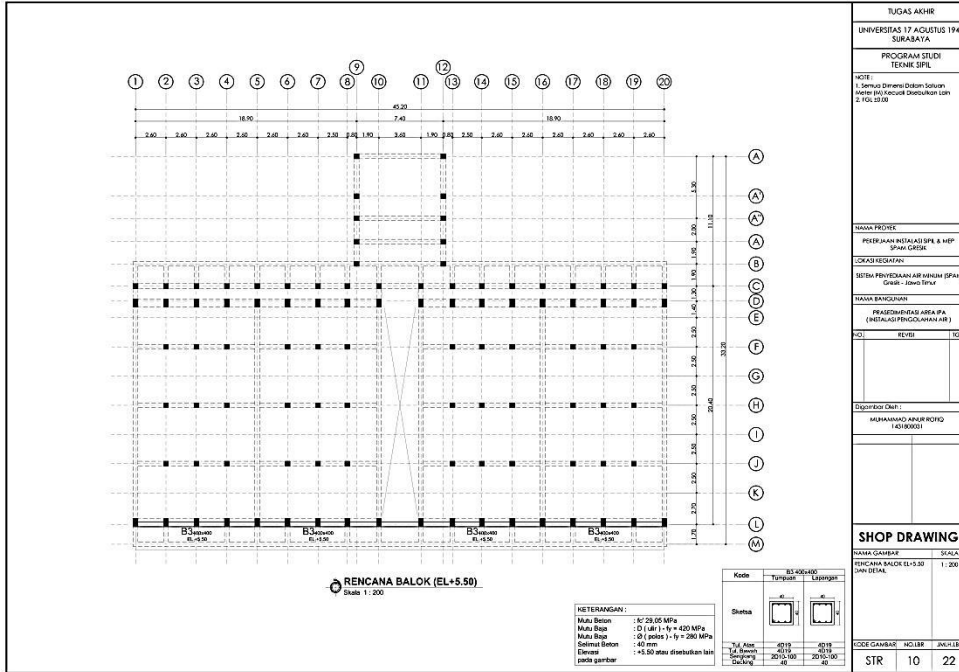 TUGAS AKHIR
UNIVERSITAS 17 AGUSTUS 194
SURABAYA
PROGRAM STUDI
TEKNIK SIPIL
NOTE :
1. Semua Dimensi Dalam Satuan
Meter (M) Kecuali Disebutkan Lain
2. FGL ±0.00
NAMA PROYEK
PEKERJAAN INSTALASI SIPIL & MEP
SPAM GRESIK
LOKASI KEGIATAN
SISTEM PENYEDIAAN AIR MINUM (SPAM
Gresik - Jawa Timur
NAMA BANGUNAN
PRASEDIMENTASI AREA IPA
( INSTALASI PENGOLAHAN AIR )
NO. REVISI
Digambar Oleh :
MUHAMMAD AINUR ROFIQ
SHOP DRAWING
NAMA GAMBAR SKALA
RENCANA BALOK EL+5.50 1 : 200
DAN DETAIL
KODE GAMBAR NO.LBR JMLH.LB
STR 10 22
9 12
1 2 3 4 5 6 7 8 10 11 13 14 15 16 17 18 19 20
45.20
18.90 7.40 18.90
2.60 2.60 2.60 2.60 2.60 2.60 2.50 0.80 1.90 3.60 1.90 0.80 2.50 2.60 2.60 2.60 2.60 2.60 2.60
A
A'
A"
A
B
C
D
E
F
G
H
I
J
K
L
M
5.30
2.00
1.90
1.90
1.30
1.40
2.50
2.50
2.50
2.50
2.50
2.50
2.70
1.70
11.10
20.40
33.20
B3 400x400
EL +5.50
B3 400x400
EL +5.50
B3 400x400
EL +5.50
B3 400x400
EL +5.50
RENCANA BALOK (EL+5.50)
Skala 1 : 200
KETERANGAN :
Mutu Beton : fc' 29,05 MPa
Mutu Baja : D ( ulir ) - fy = 420 MPa
Mutu Baja : Ø ( polos ) - fy = 280 MPa
Selimut Beton : 40 mm
Elevasi : +5.50 atau disebutkan lain
pada gambar
Kode B3 400x400
Tumpuan Lapangan
Sketsa
40 40
40 40
Tul. Atas 4D19 4D19
Tul. Bawah 4D19 4D19
Sengkang 2D10-100 2D10-100
Decking 40 40